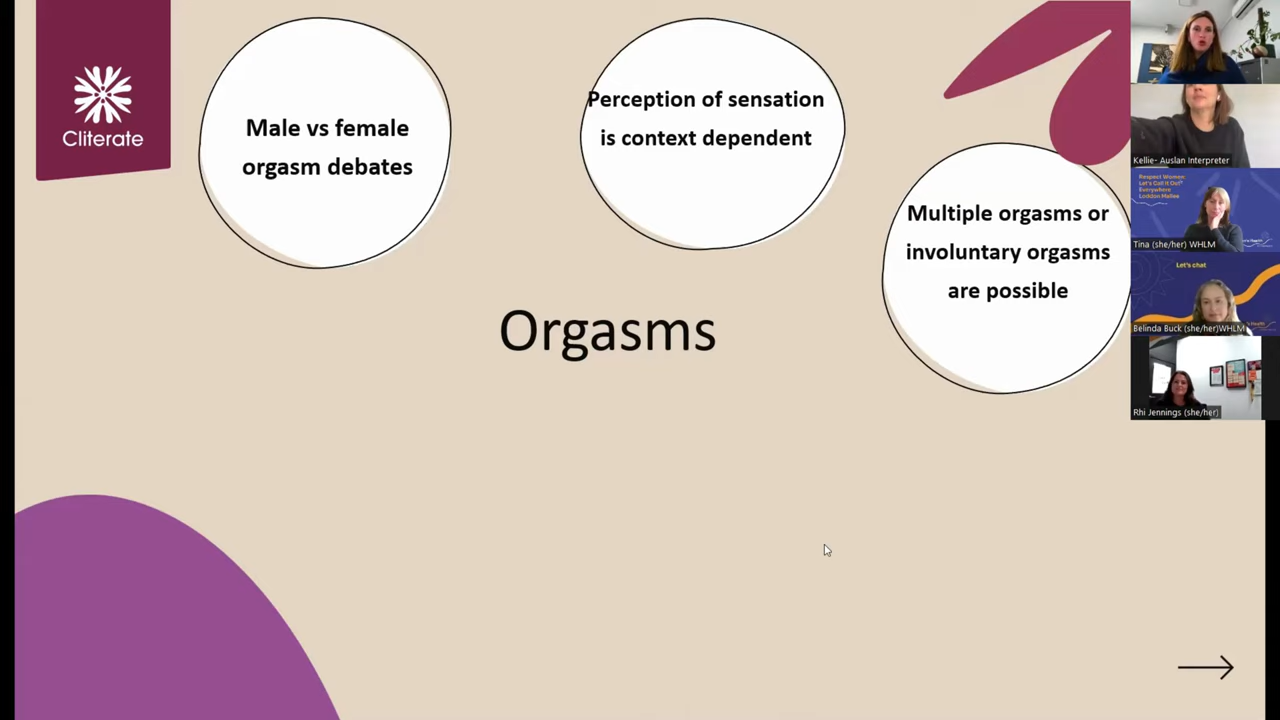 Cliterate
Male vs female
orgasm debates
Perception of sensation
is context dependent
Multiple orgasms or
involuntary orgasms
are possible
Orgasms
Kellie- Auslan Interpreter
Respect Women:
Let's Call It Out
Everywhere
Loddon Mallee
Tina (she/her) WHLM
Let's chat
Belinda Buck (she/her)WHLM
Rhi Jennings (she/her)